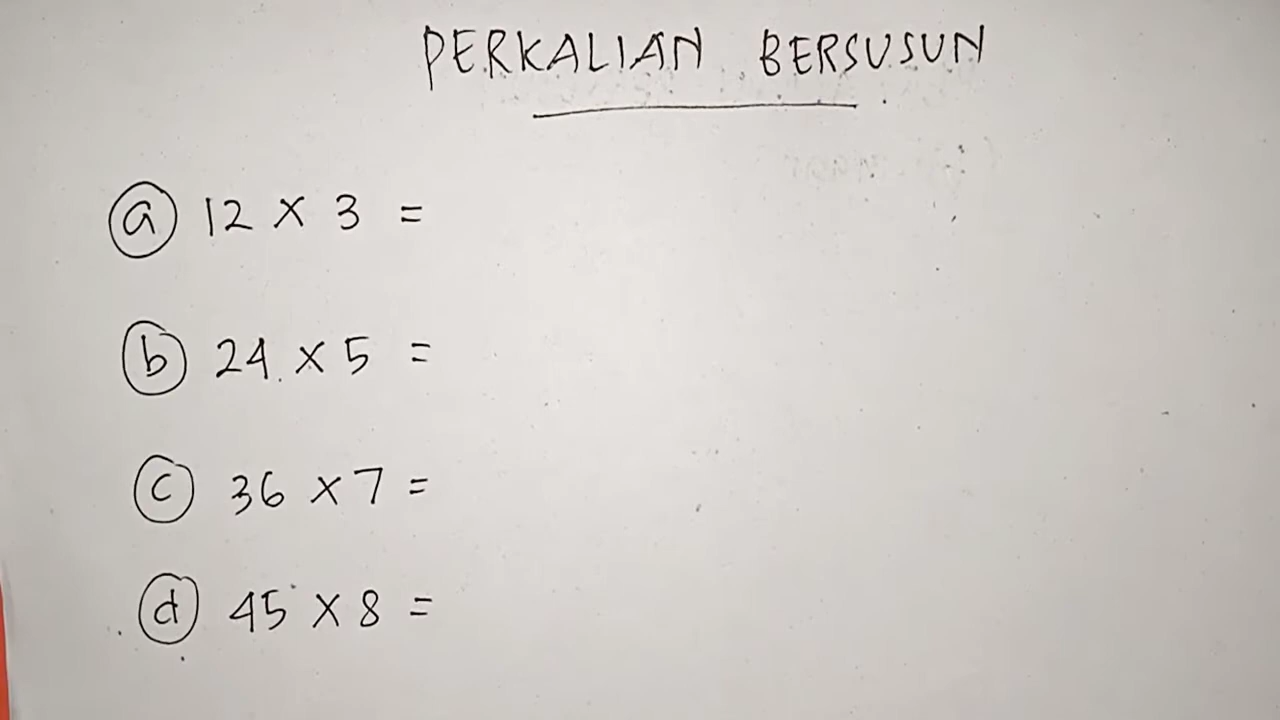 PERKALIAN BERSUSUN
a 12 x 3 =
b 24 x 5 =
c 36 x 7 =
d 45 x 8 =